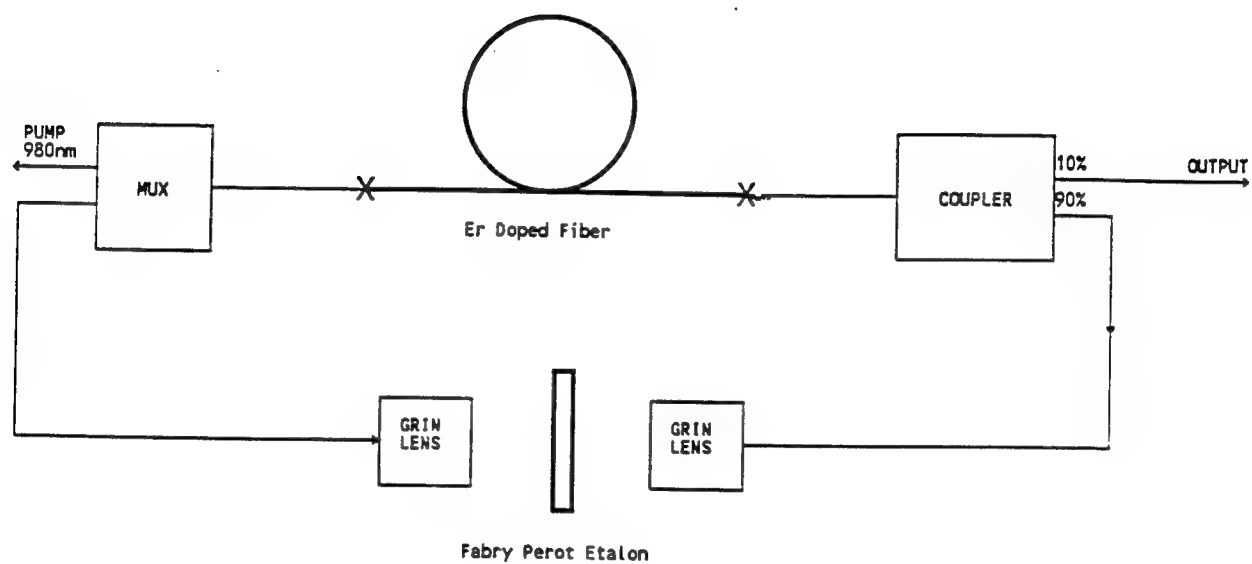 PUMP
980nm
MUX
Er Doped Fiber
COUPLER
10%
90%
OUTPUT
GRIN
LENS
GRIN
LENS
Fabry Perot Etalon